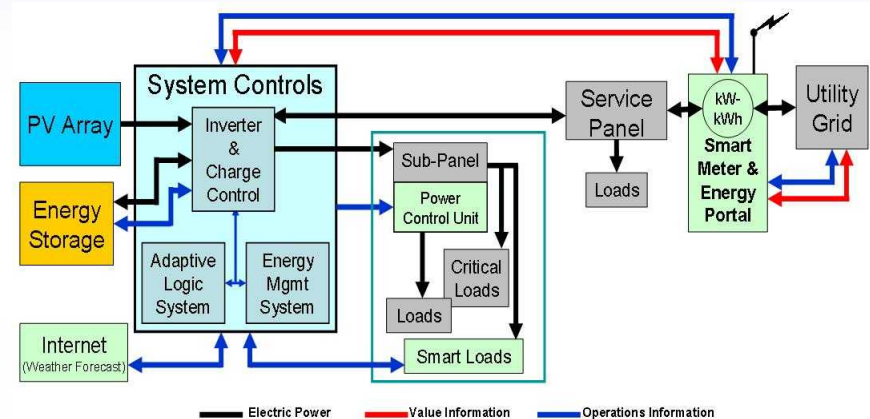 System Controls
PV Array
Inverter
&
Charge
Control
Energy
Storage
Adaptive
Logic
System
Energy
Mgmt
System
Internet
(Weather Forecast)
Sub-Panel
Power
Control Unit
Critical
Loads
Loads
Smart Loads
Service
Panel
Loads
kW-
kWh
Smart
Meter &
Energy
Portal
Utility
Grid
Electric Power
Value Information
Operations Information